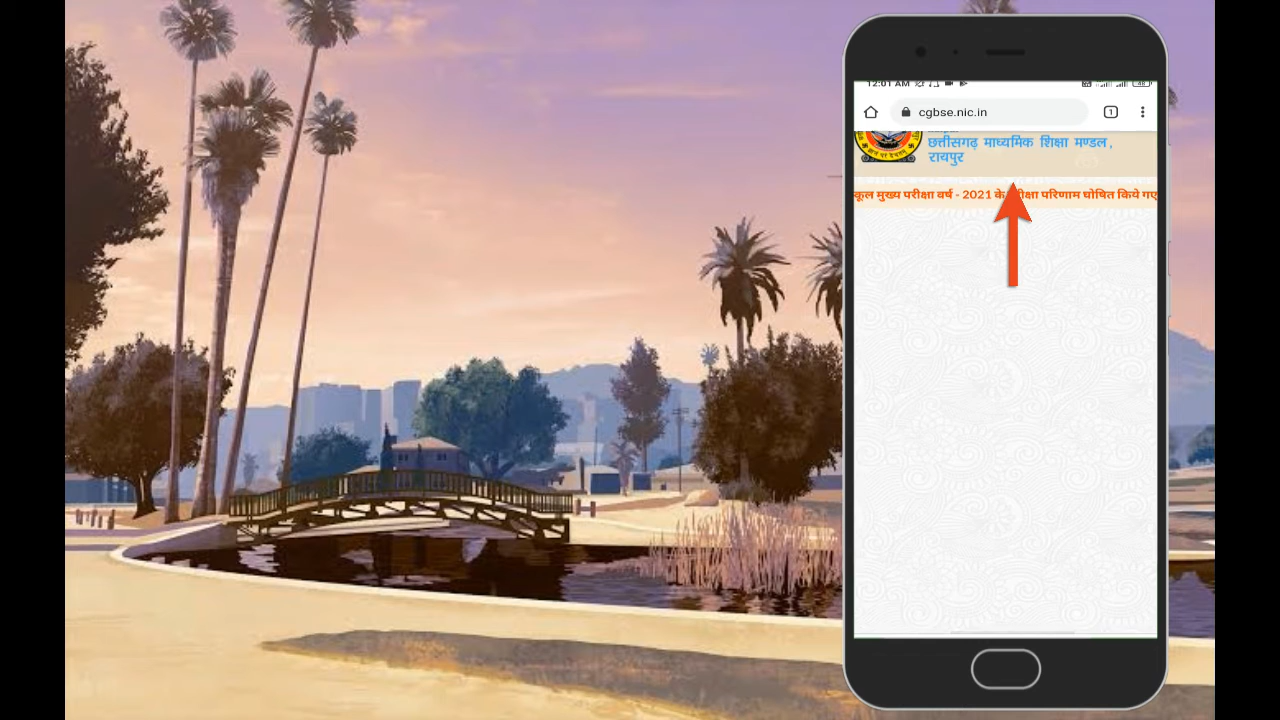 12:01 AM
cgbse.nic.in
1
छत्तीसगढ़ माध्यमिक शिक्षा मण्डल,
रायपुर
कूल मुख्य परीक्षा वर्ष - 2021 के परीक्षा परिणाम घोषित किये गए